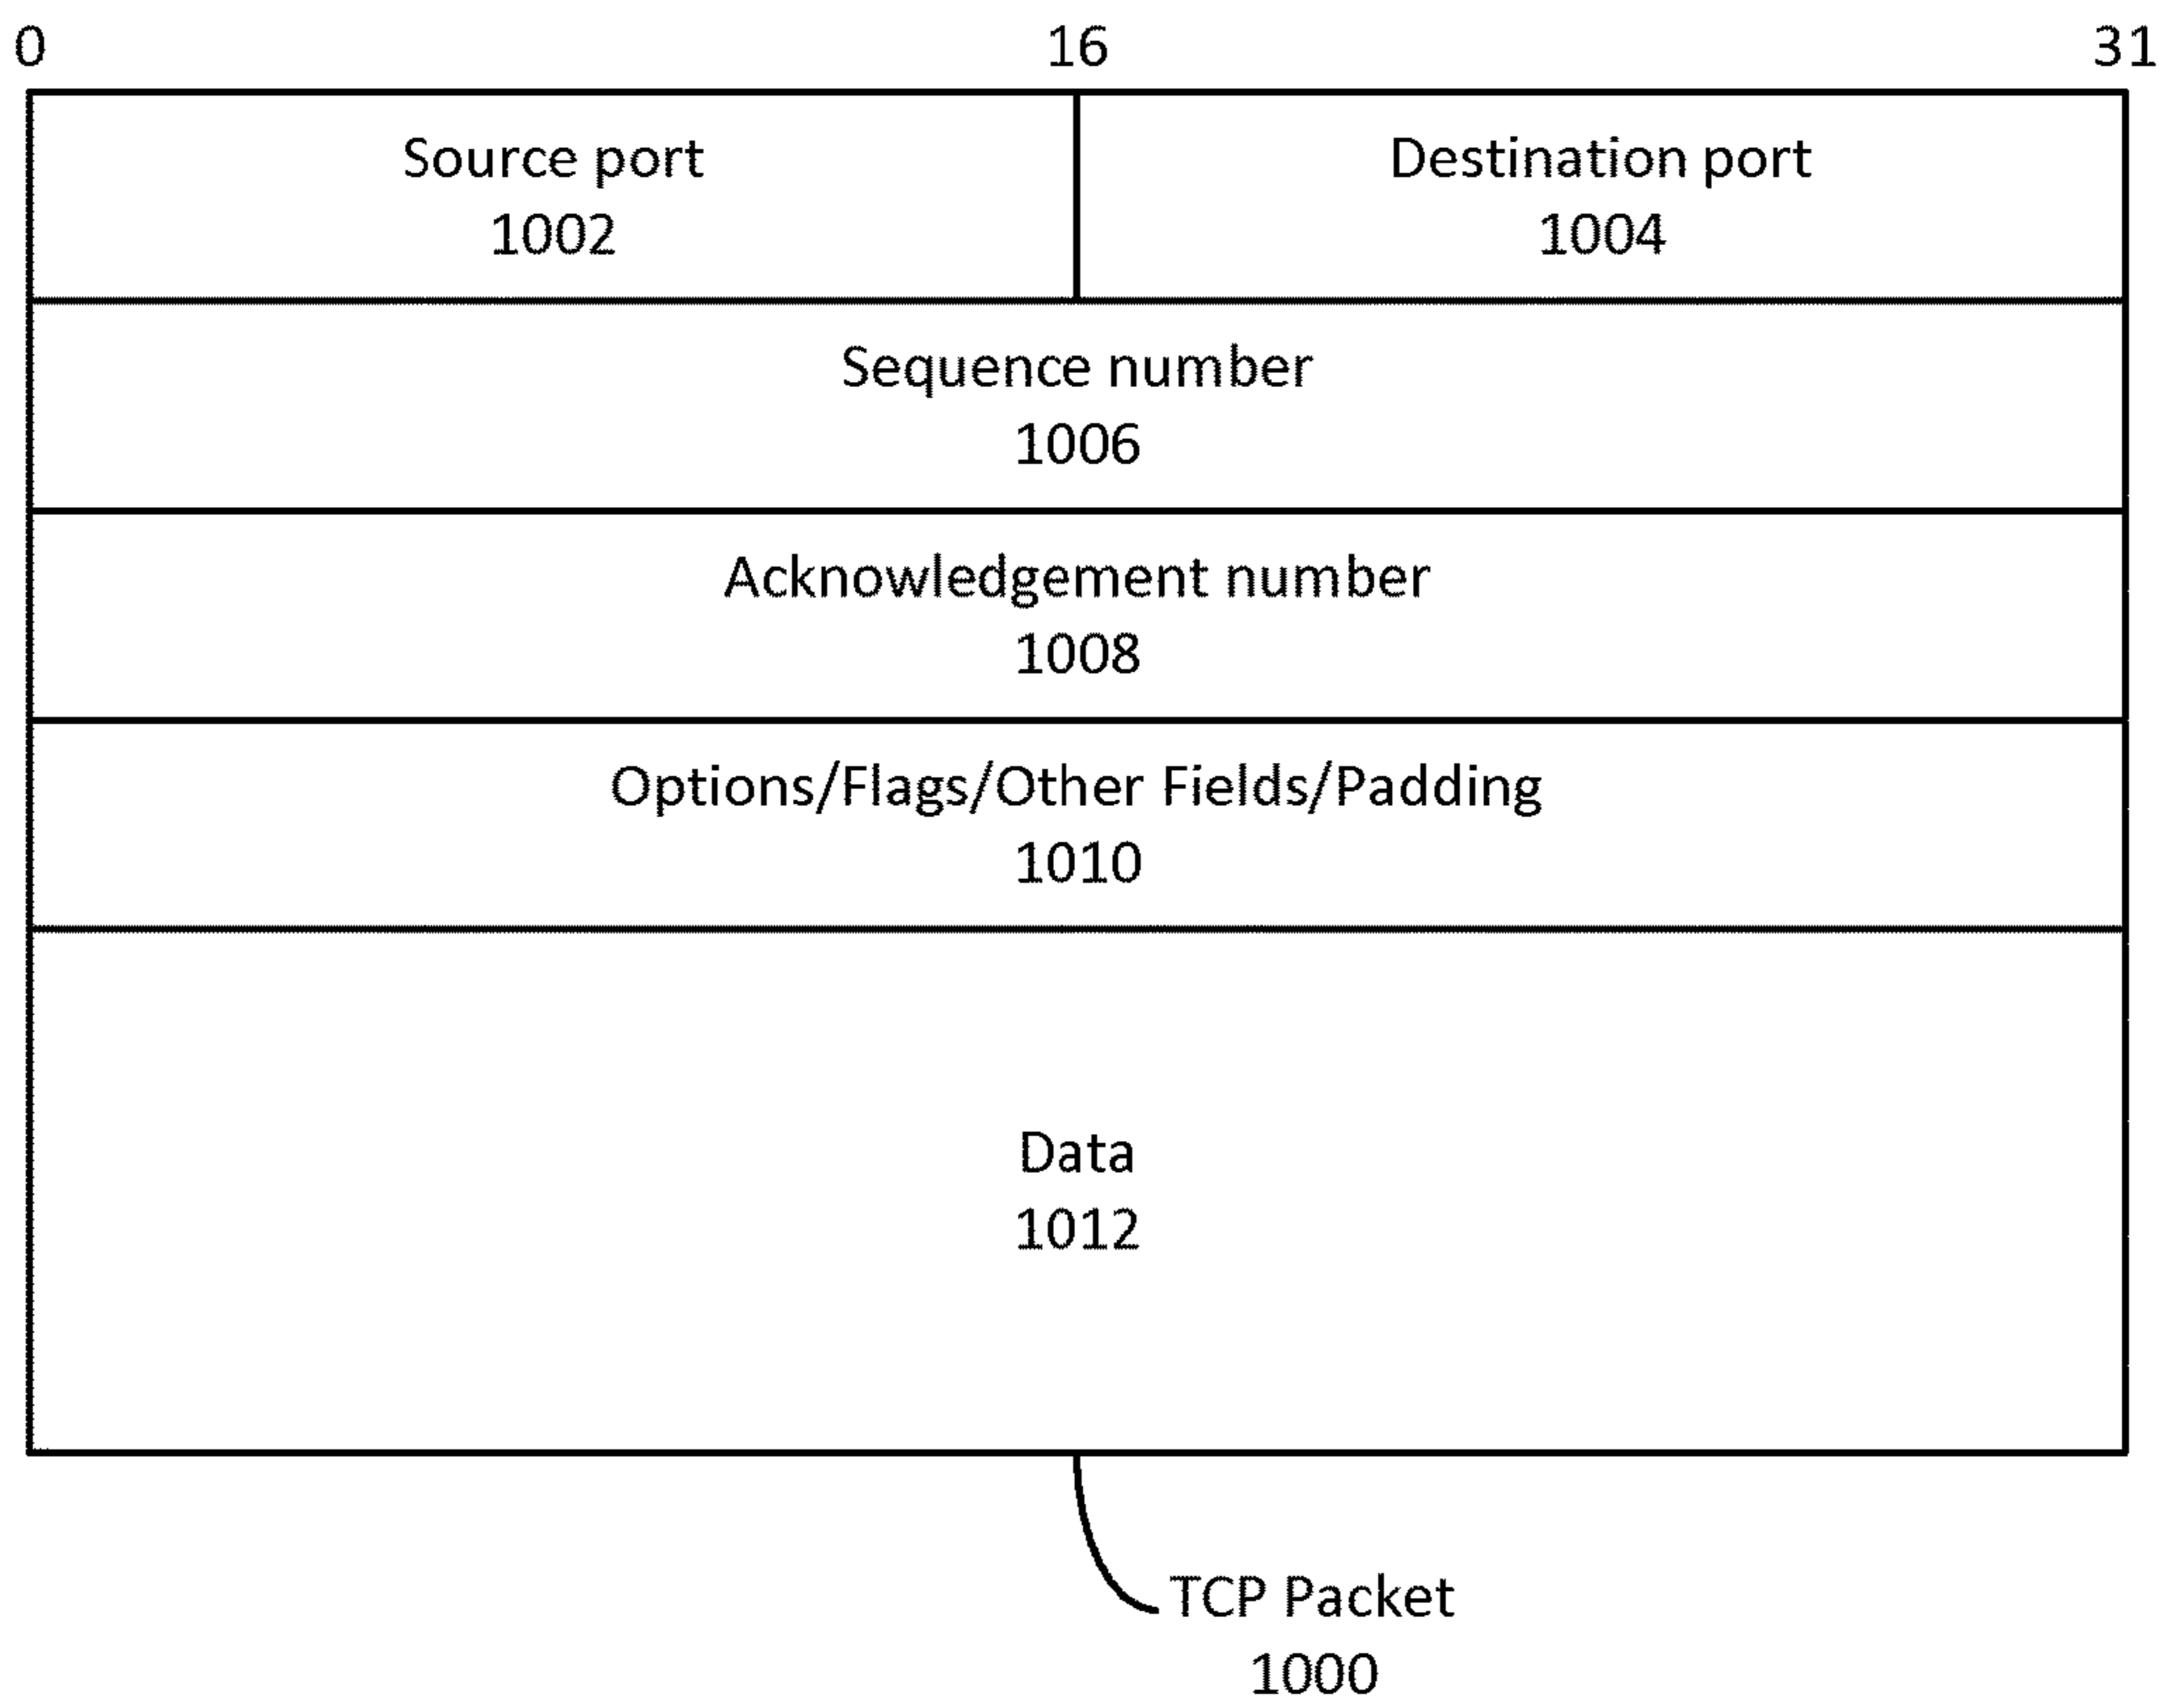 0 16 31
Source port Destination port
1002 1004
Sequence number
1006
Acknowledgement number
1008
Options/Flags/Other Fields/Padding
1010
Data
1012
TCP Packet
1000